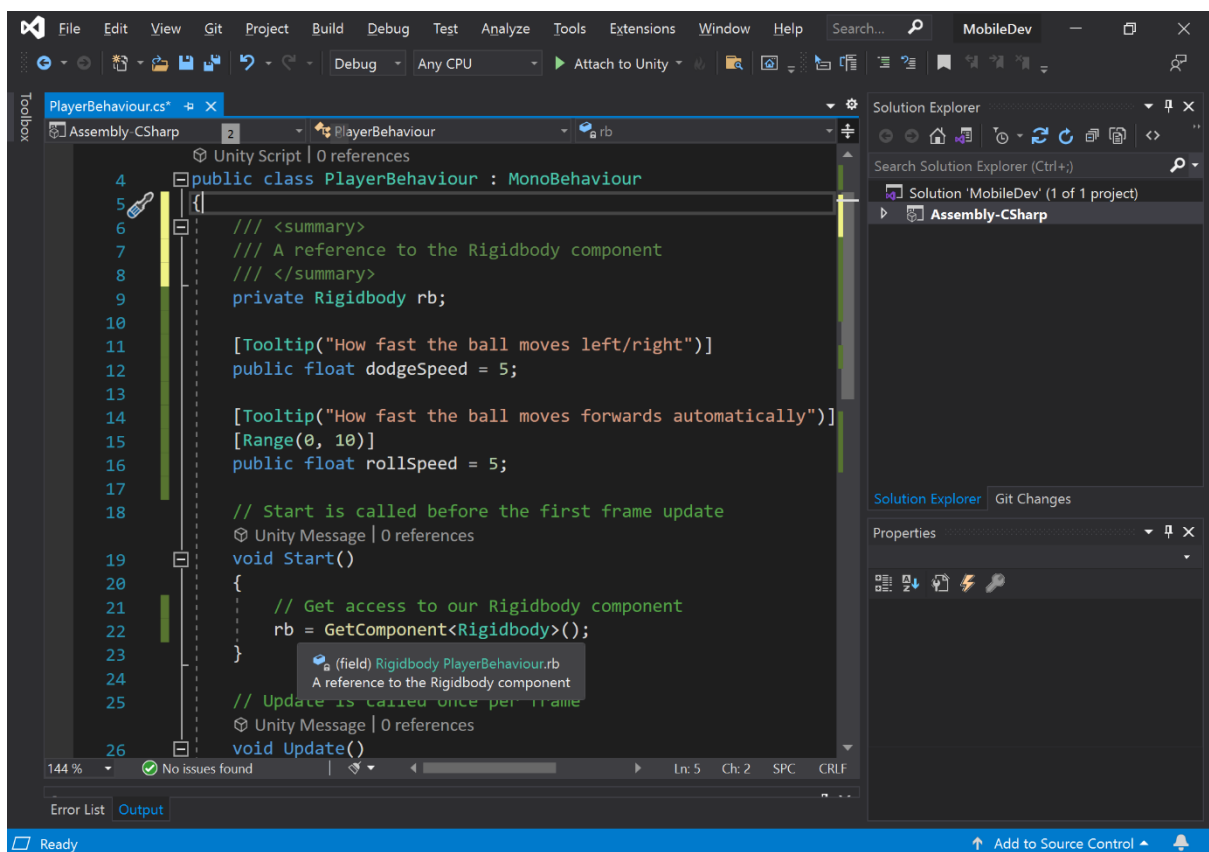 File Edit View Git Project Build Debug Test Analyze Tools Extensions Window Help Search... MobileDev
Debug Any CPU Attach to Unity
Toolbox
PlayerBehaviour.cs*
Assembly-CSharp 2 PlayerBehaviour rb
Unity Script | 0 references
4 public class PlayerBehaviour : MonoBehaviour
5 {
6 /// <summary>
7 /// A reference to the Rigidbody component
8 /// </summary>
9 private Rigidbody rb;
10
11 [Tooltip("How fast the ball moves left/right")]
12 public float dodgeSpeed = 5;
13
14 [Tooltip("How fast the ball moves forwards automatically")]
15 [Range(0, 10)]
16 public float rollSpeed = 5;
17
18 // Start is called before the first frame update
Unity Message | 0 references
19 void Start()
20 {
21 // Get access to our Rigidbody component
22 rb = GetComponent<Rigidbody>();
23 }
(field) Rigidbody PlayerBehaviour.rb
A reference to the Rigidbody component
24
25 // Update is called once per frame
Unity Message | 0 references
26 void Update()
144 % No issues found Ln: 5 Ch: 2 SPC CRLF
Error List Output
Solution Explorer
Search Solution Explorer (Ctrl+;)
Solution 'MobileDev' (1 of 1 project)
Assembly-CSharp
Solution Explorer Git Changes
Properties
Ready Add to Source Control